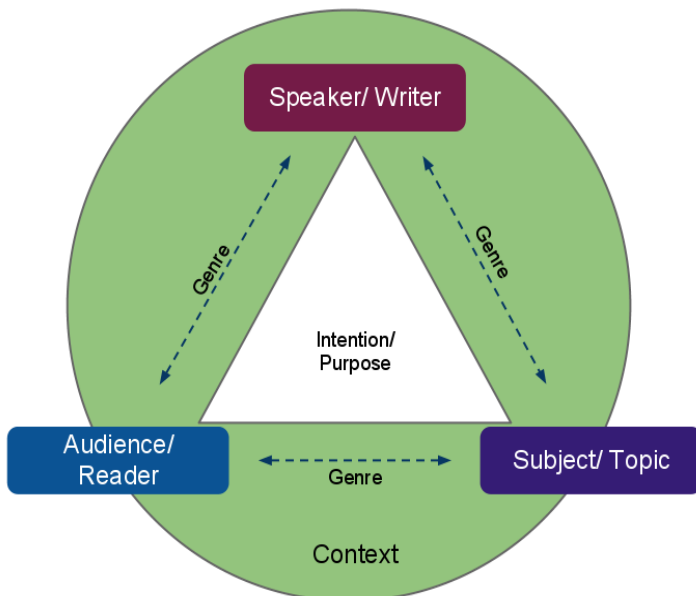 Speaker/ Writer
Genre
Genre
Intention/
Purpose
Audience/
Reader
Subject/ Topic
Genre
Context